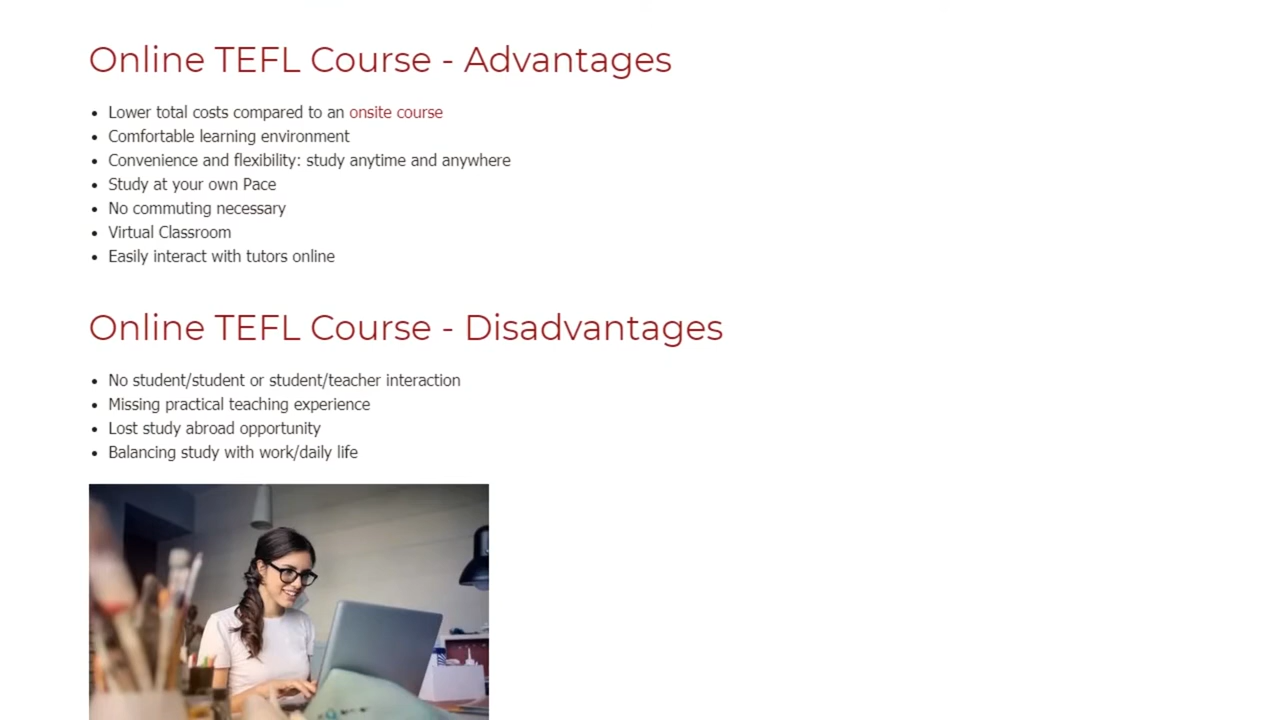 Online TEFL Course - Advantages
• Lower total costs compared to an onsite course
• Comfortable learning environment
• Convenience and flexibility: study anytime and anywhere
• Study at your own Pace
• No commuting necessary
• Virtual Classroom
• Easily interact with tutors online
Online TEFL Course - Disadvantages
• No student/student or student/teacher interaction
• Missing practical teaching experience
• Lost study abroad opportunity
• Balancing study with work/daily life